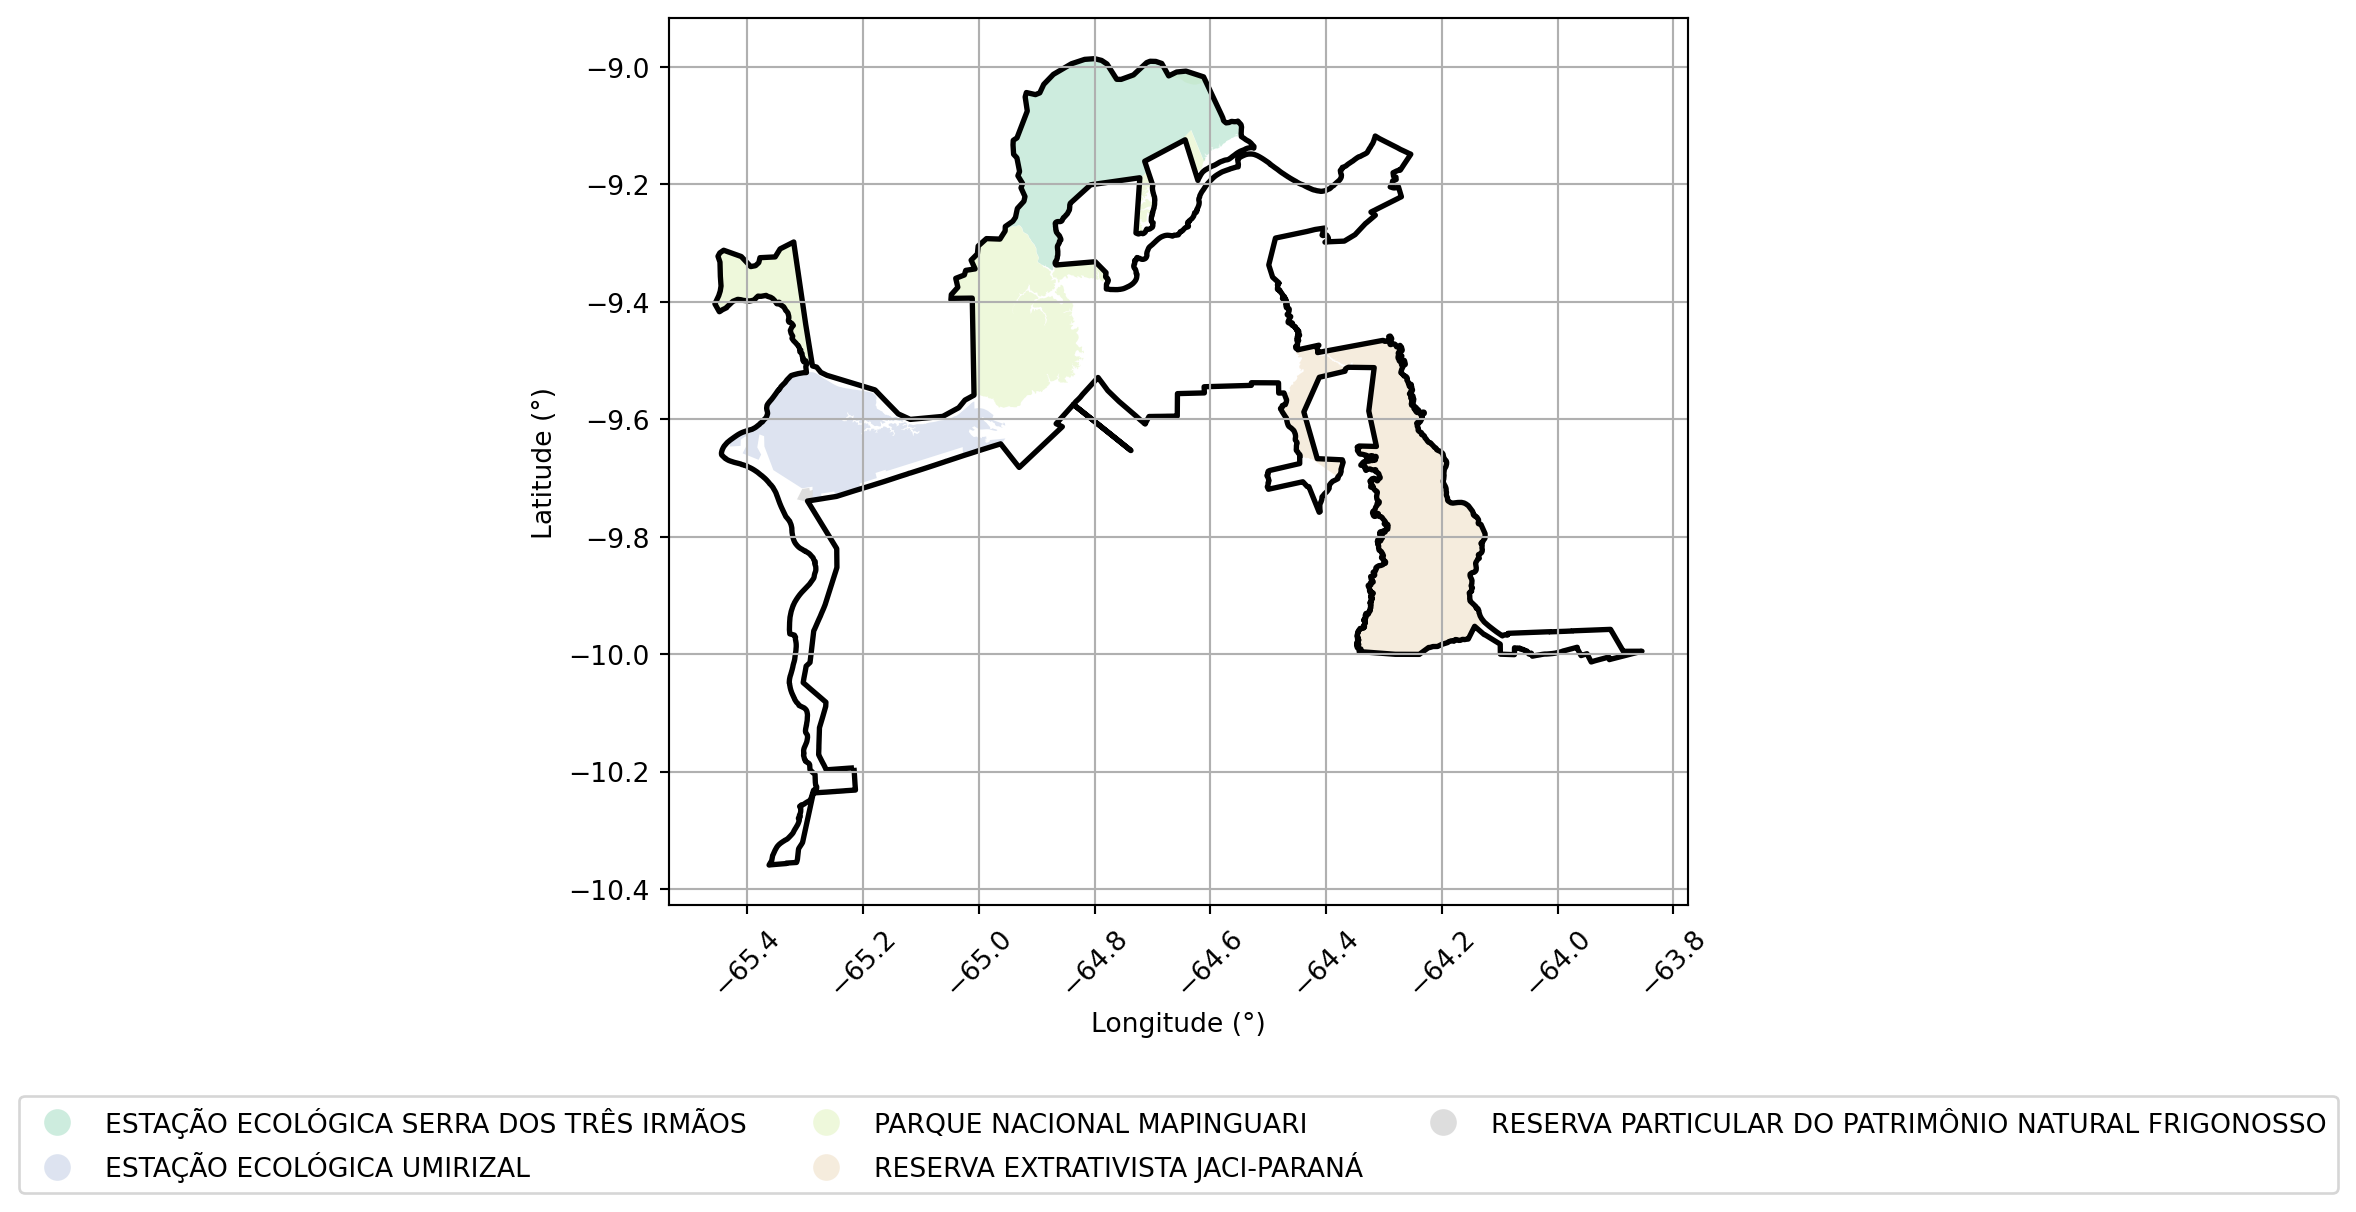 −9.0
−9.2
−9.4
−9.6
−9.8
−10.0
−10.2
−10.4
Latitude (°)
−65.4 −65.2 −65.0 −64.8 −64.6 −64.4 −64.2 −64.0 −63.8
Longitude (°)
ESTAÇÃO ECOLÓGICA SERRA DOS TRÊS IRMÃOS PARQUE NACIONAL MAPINGUARI RESERVA PARTICULAR DO PATRIMÔNIO NATURAL FRIGONOSSO
ESTAÇÃO ECOLÓGICA UMIRIZAL RESERVA EXTRATIVISTA JACI-PARANÁ